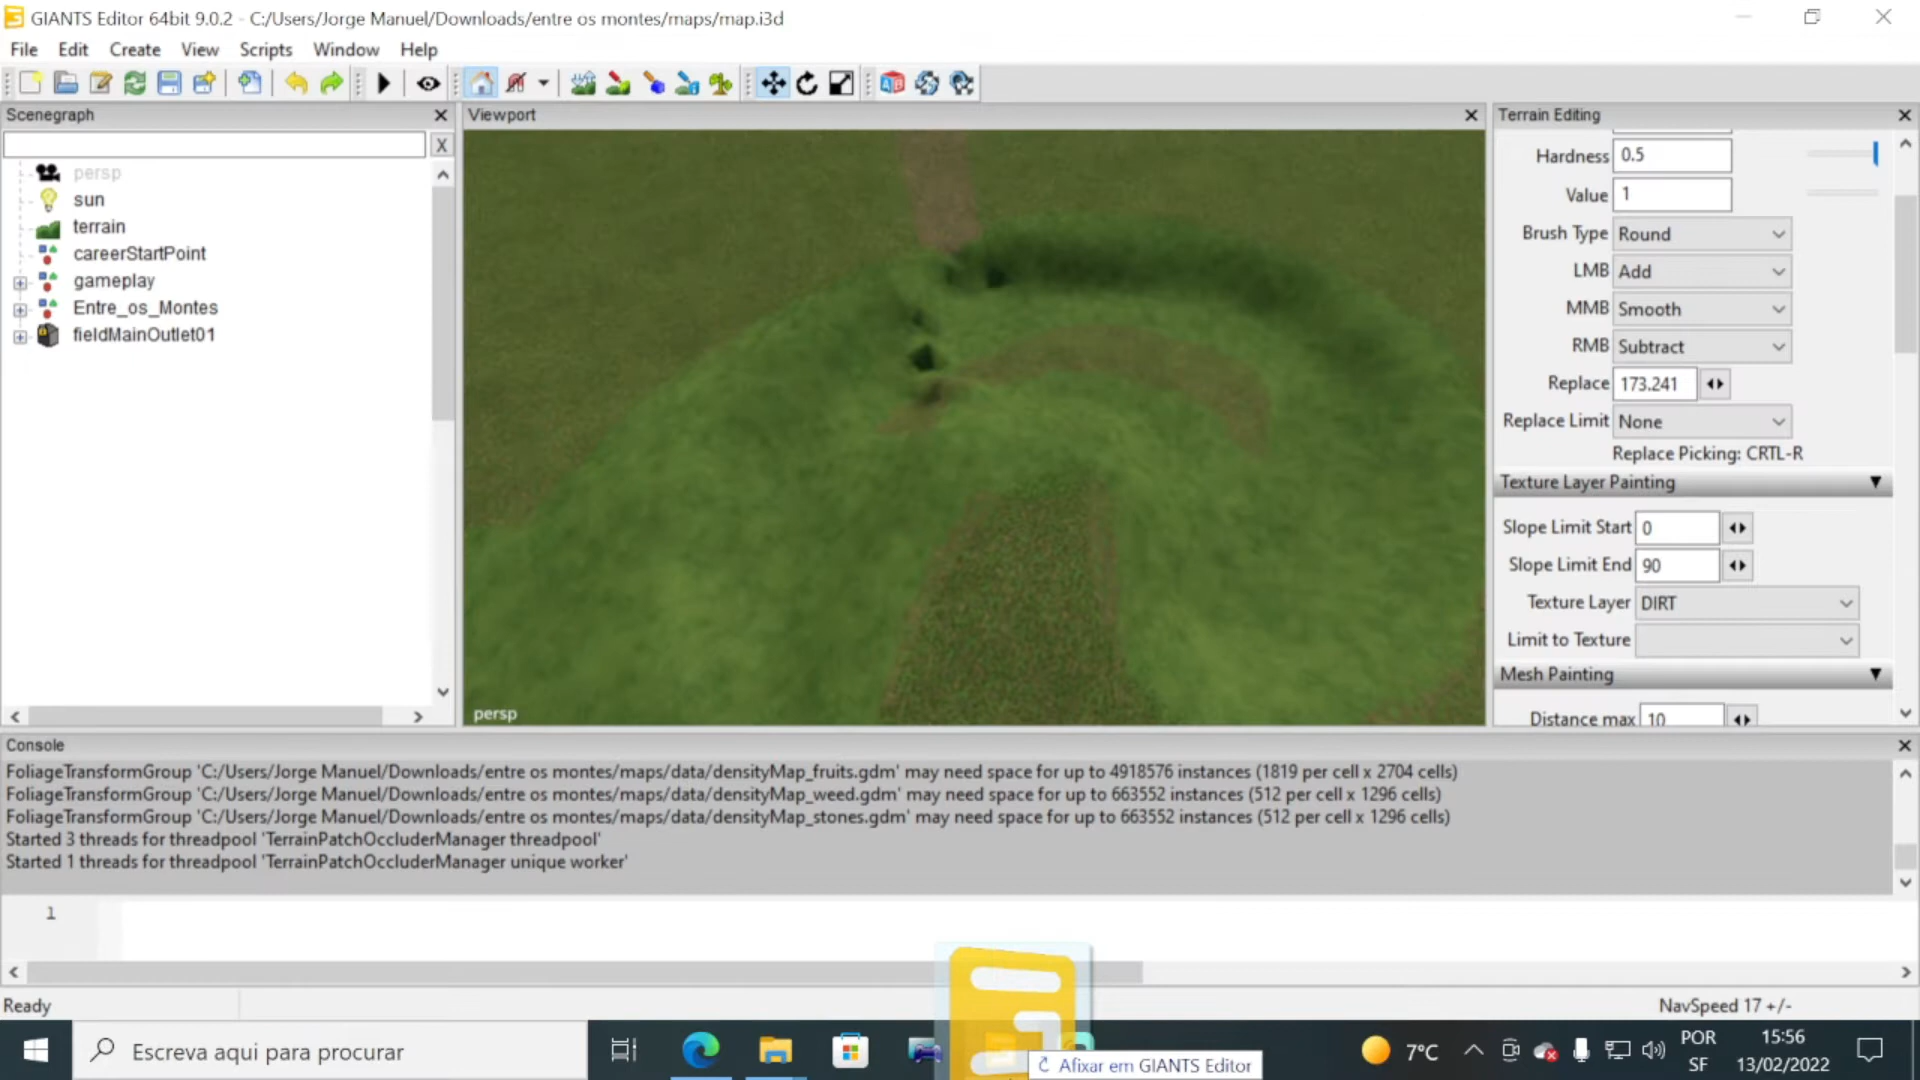 GIANTS Editor 64bit 9.0.2 - C:/Users/Jorge Manuel/Downloads/entre os montes/maps/map.i3d
File Edit Create View Scripts Window Help
Scenegraph
X
persp
sun
terrain
careerStartPoint
gameplay
Entre_os_Montes
fieldMainOutlet01
Viewport
persp
Terrain Editing
Hardness 0.5
Value 1
Brush Type Round
LMB Add
MMB Smooth
RMB Subtract
Replace 173.241
Replace Limit None
Replace Picking: CRTL-R
Texture Layer Painting
Slope Limit Start 0
Slope Limit End 90
Texture Layer DIRT
Limit to Texture
Mesh Painting
Distance max 10
Console
FoliageTransformGroup 'C:/Users/Jorge Manuel/Downloads/entre os montes/maps/data/densityMap_fruits.gdm' may need space for up to 4918576 instances (1819 per cell x 2704 cells)
FoliageTransformGroup 'C:/Users/Jorge Manuel/Downloads/entre os montes/maps/data/densityMap_weed.gdm' may need space for up to 663552 instances (512 per cell x 1296 cells)
FoliageTransformGroup 'C:/Users/Jorge Manuel/Downloads/entre os montes/maps/data/densityMap_stones.gdm' may need space for up to 663552 instances (512 per cell x 1296 cells)
Started 3 threads for threadpool 'TerrainPatchOccluderManager threadpool'
Started 1 threads for threadpool 'TerrainPatchOccluderManager unique worker'
1
Ready
NavSpeed 17 +/-
Escreva aqui para procurar
Afixar em GIANTS Editor
7°C
POR
SF
15:56
13/02/2022